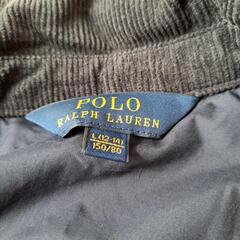 POLO
RALPH LAUREN
L (12-14)
150/80